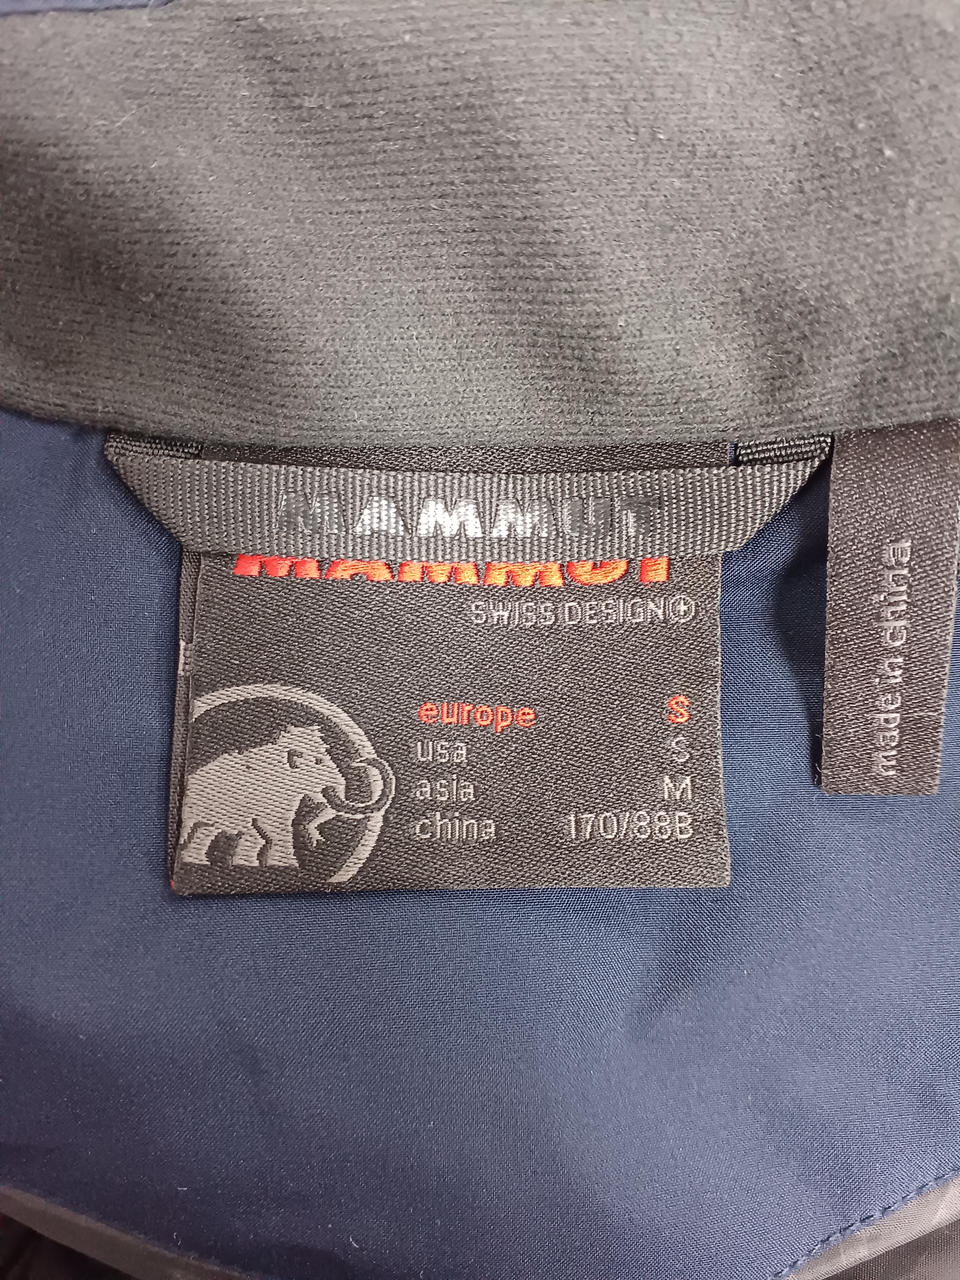 MAMMUT
MAMMUT
SWISS DESIGN
europe S
usa S
asia M
china 170/88B
made in china